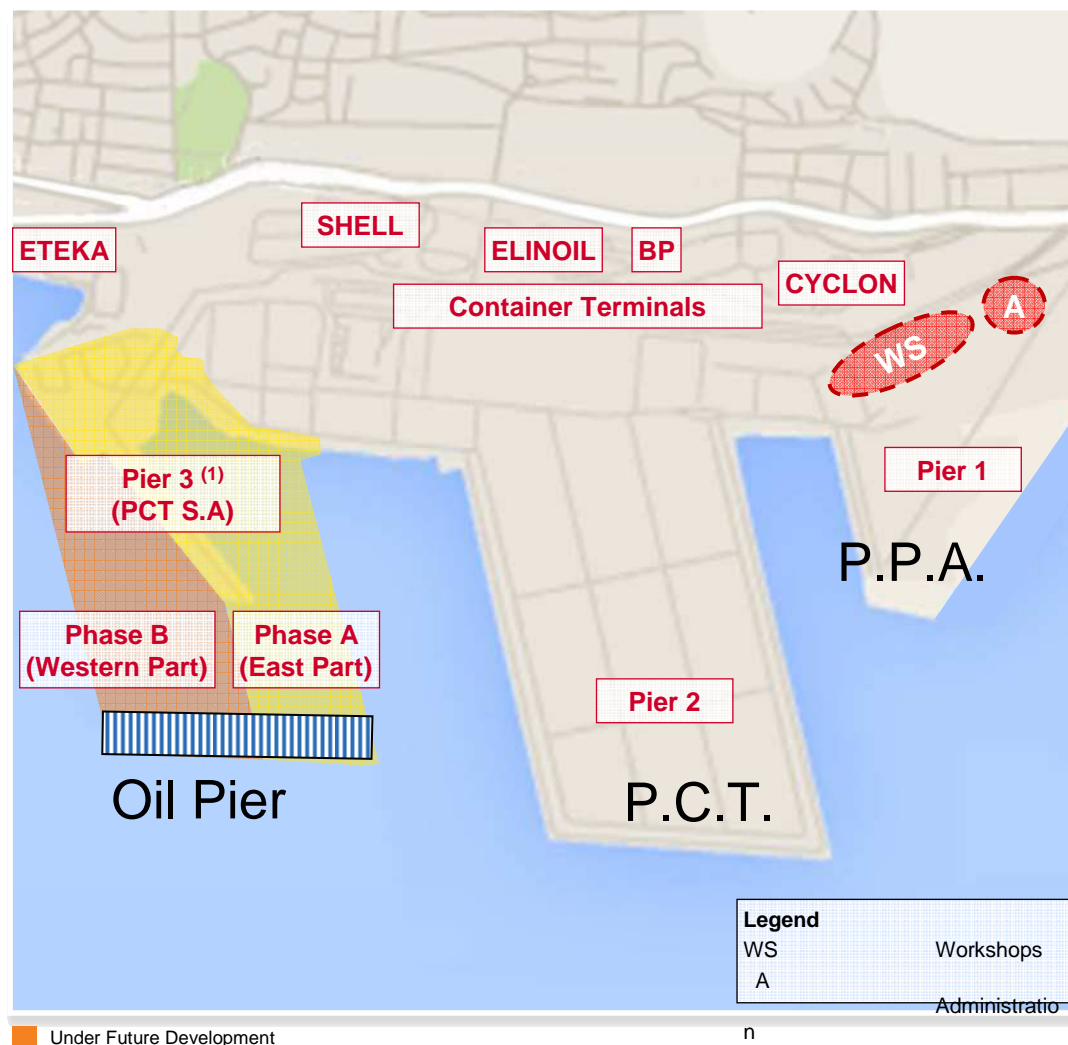 SHELL
ETEKA
ELINOIL
BP
CYCLON
Container Terminals
A
WS
Pier 3 (1)
(PCT S.A)
Pier 1
P.P.A.
Phase B
(Western Part)
Phase A
(East Part)
Pier 2
Oil Pier
P.C.T.
Legend
WS Workshops
A
Administratio
n
Under Future Development